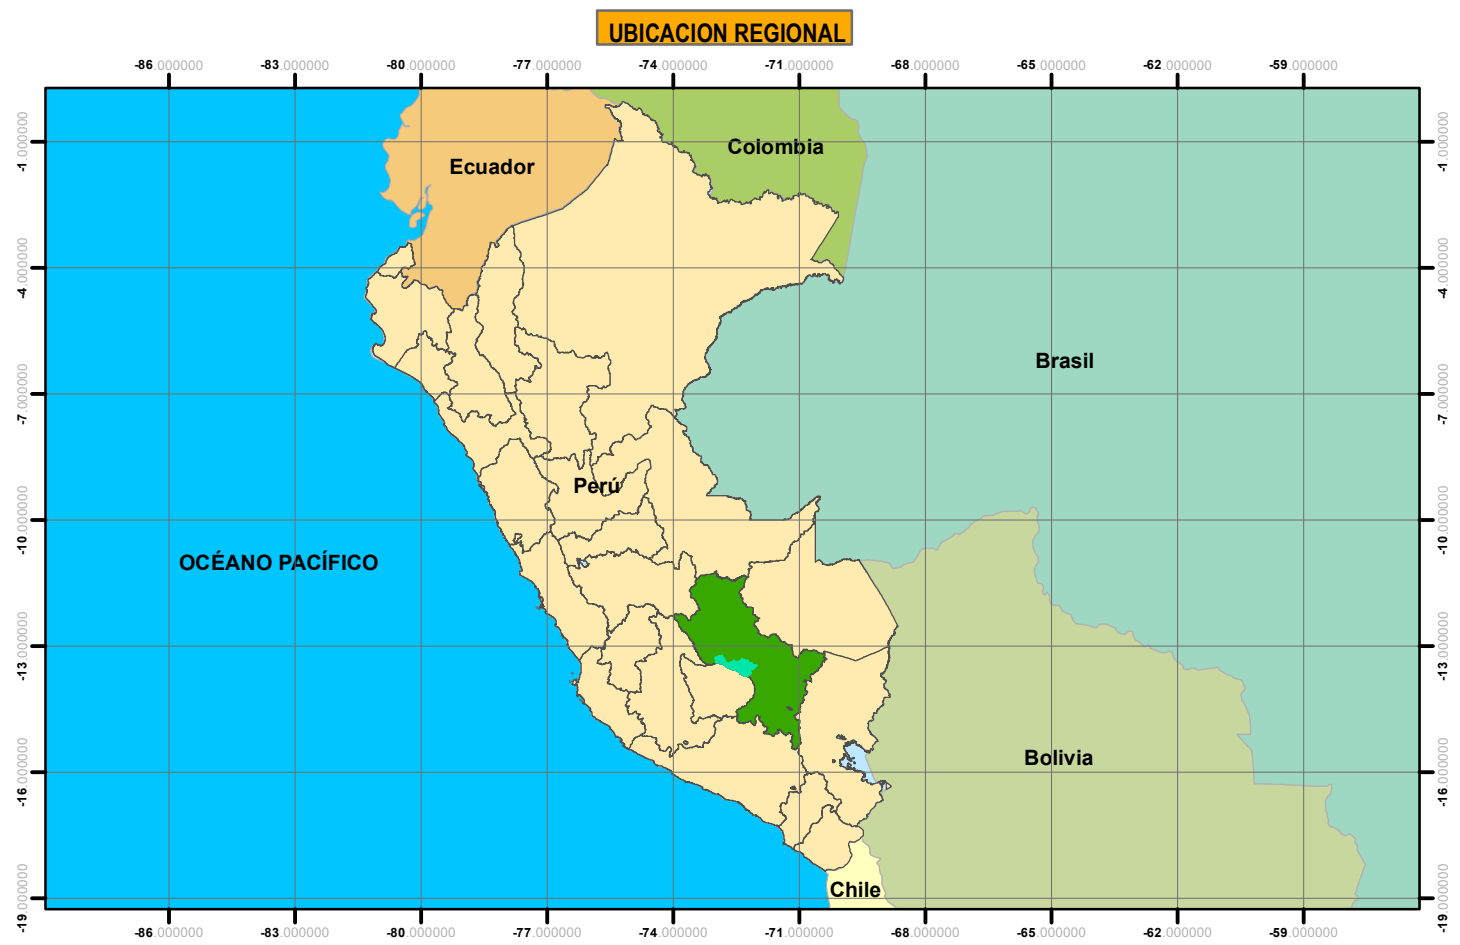 UBICACION REGIONAL
-86.000000 -83.000000 -80.000000 -77.000000 -74.000000 -71.000000 -68.000000 -65.000000 -62.000000 -59.000000
-1.000000 -1.000000
Colombia
Ecuador
-4.000000 -4.000000
Brasil
-7.000000 -7.000000
Perú
-10.000000 -10.000000
OCÉANO PACÍFICO
-13.000000 -13.000000
Bolivia
-16.000000 -16.000000
Chile
-19.000000 -19.000000
-86.000000 -83.000000 -80.000000 -77.000000 -74.000000 -71.000000 -68.000000 -65.000000 -62.000000 -59.000000